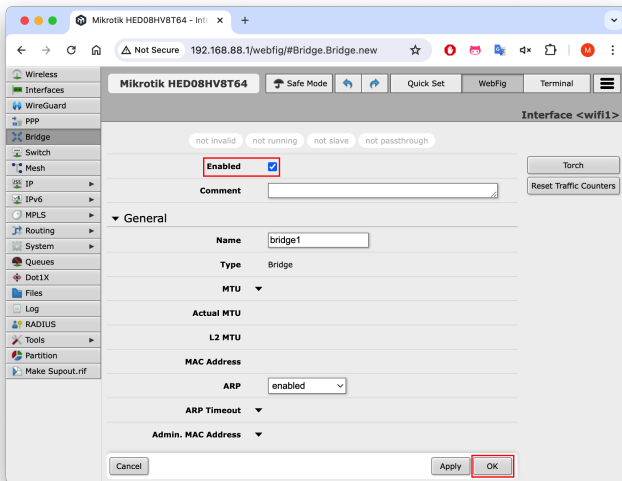 Mikrotik HED08HV8T64 - Inte
Not Secure 192.168.88.1/webfig/#Bridge.Bridge.new
M
Wireless
Interfaces
WireGuard
PPP
Bridge
Switch
Mesh
IP
IPv6
MPLS
Routing
System
Queues
Dot1X
Files
Log
RADIUS
Tools
Partition
Make Supout.rif
Mikrotik HED08HV8T64 Safe Mode Quick Set WebFig Terminal
Interface <wifi1>
not invalid not running not slave not passthrough
Enabled
Comment
Torch
Reset Traffic Counters
General
Name bridge1
Type Bridge
MTU
Actual MTU
L2 MTU
MAC Address
ARP enabled
ARP Timeout
Admin. MAC Address
Cancel Apply OK